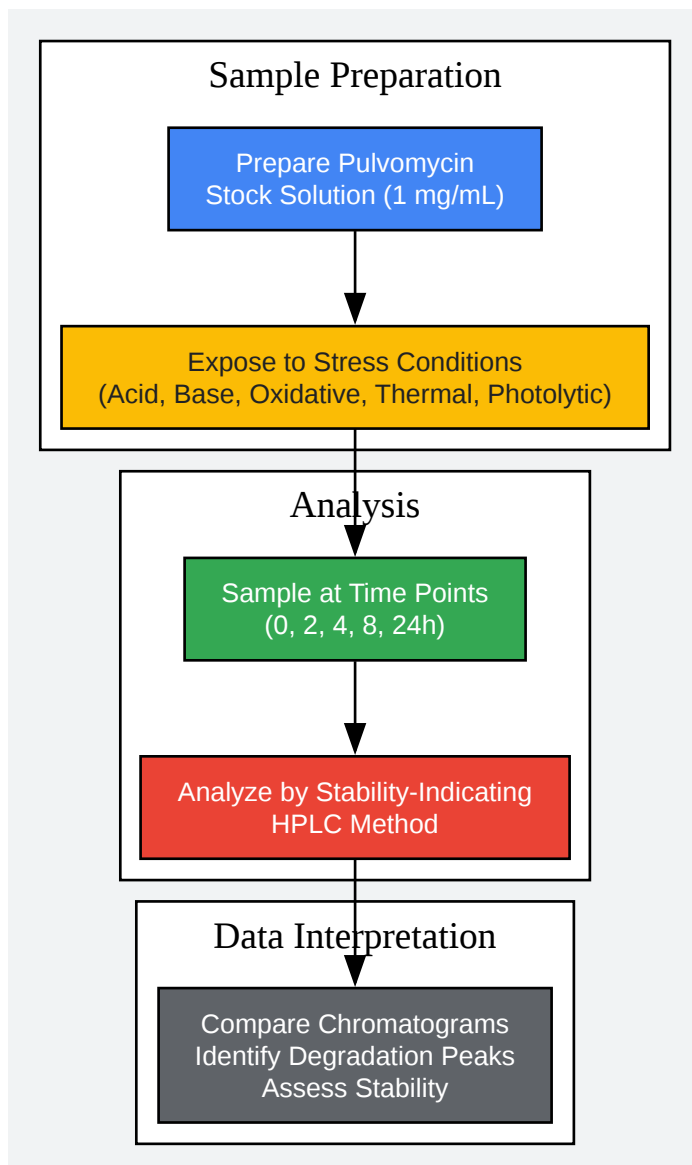 Sample Preparation
Prepare Pulvomycin
Stock Solution (1 mg/mL)
Expose to Stress Conditions
(Acid, Base, Oxidative, Thermal, Photolytic)
Analysis
Sample at Time Points
(0, 2, 4, 8, 24h)
Analyze by Stability-Indicating
HPLC Method
Data Interpretation
Compare Chromatograms
Identify Degradation Peaks
Assess Stability